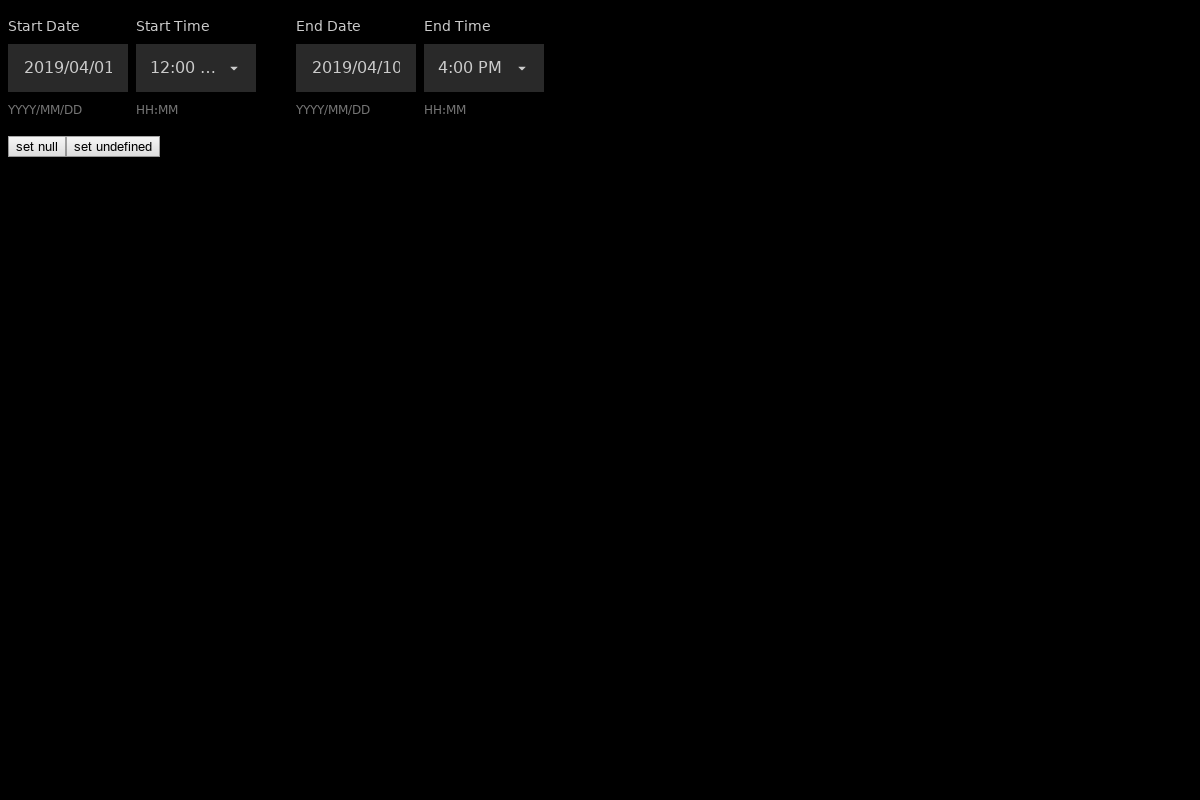 Start Date Start Time End Date End Time
2019/04/01 12:00 ... 2019/04/10 4:00 PM
YYYY/MM/DD HH:MM YYYY/MM/DD HH:MM
set null set undefined